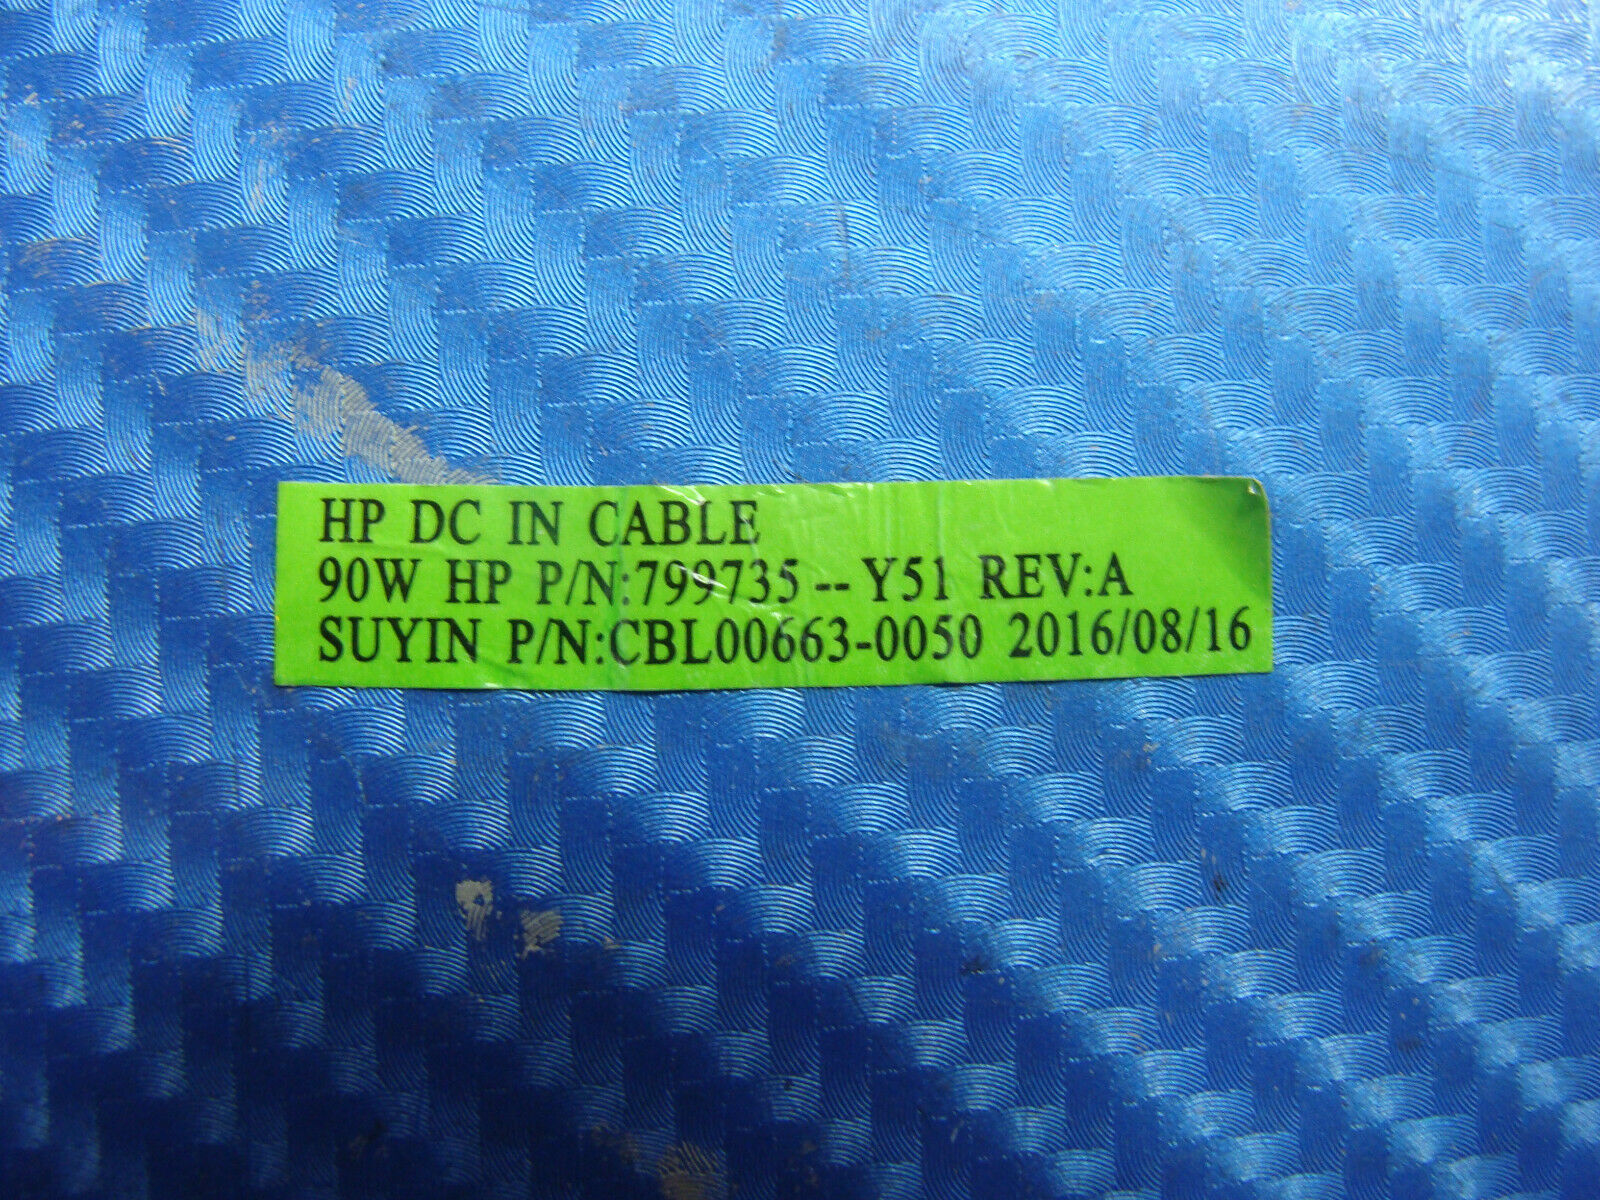 HP DC IN CABLE
90W HP P/N:799735 -- Y51 REV:A
SUYIN P/N:CBL00663-0050 2016/08/16